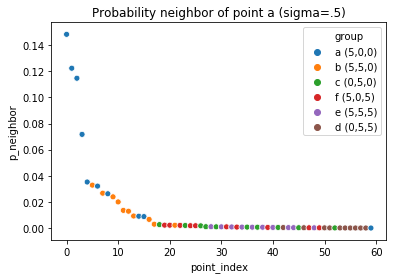 Probability neighbor of point a (sigma=.5)
p_neighbor
0.14
0.12
0.10
0.08
0.06
0.04
0.02
0.00
group
a (5,0,0)
b (5,5,0)
c (0,5,0)
f (5,0,5)
e (5,5,5)
d (0,5,5)
0 10 20 30 40 50 60
point_index